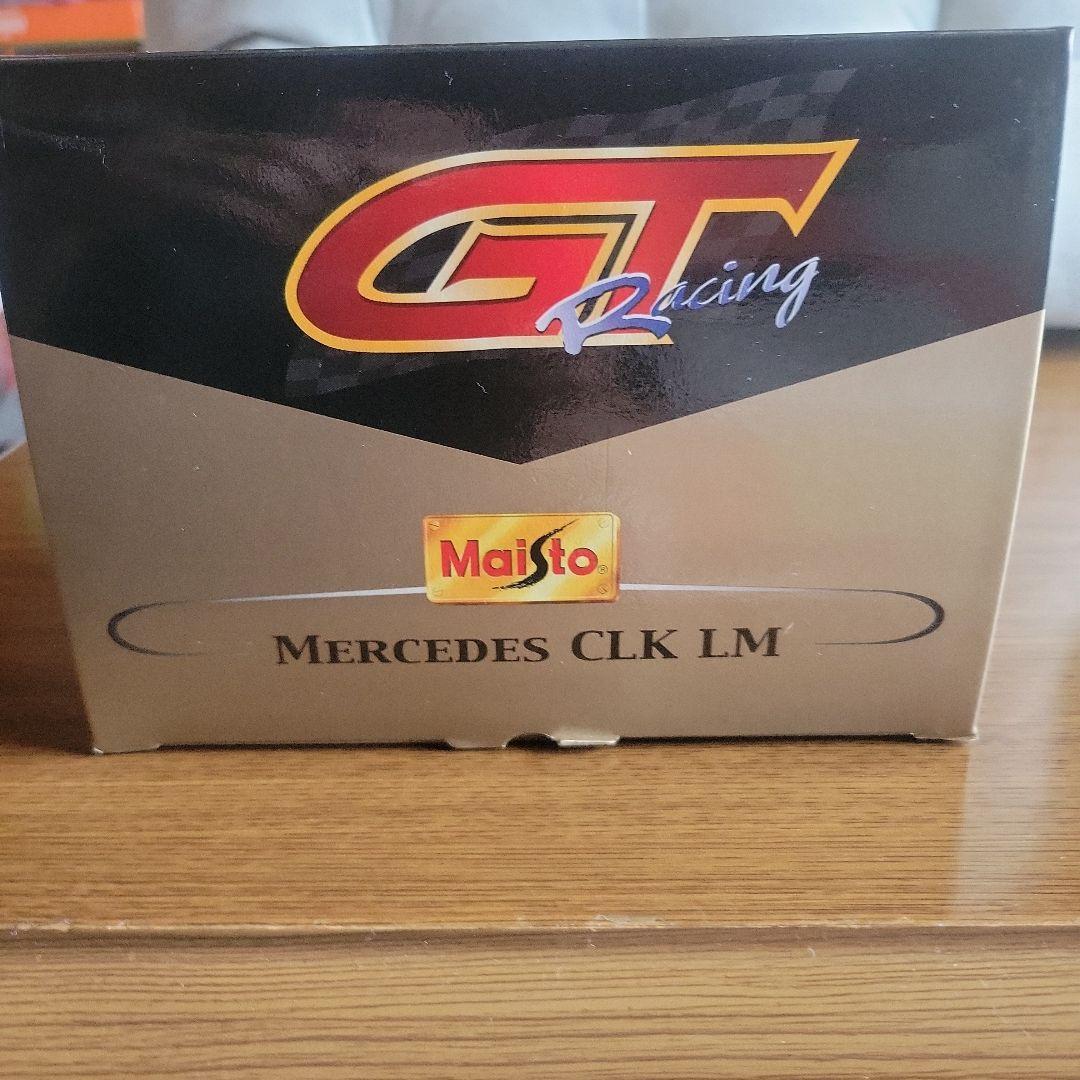 GT
Racing
Maisto®
MERCEDES CLK LM